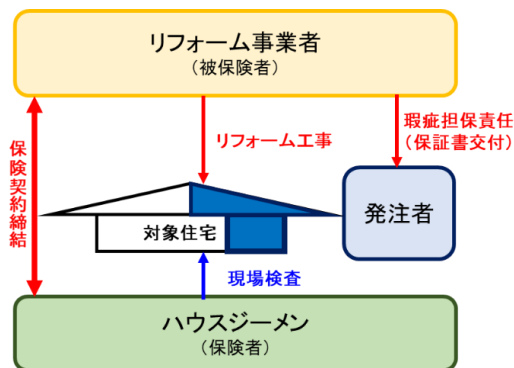 リフォーム事業者
（被保険者）
保険契約締結
リフォーム工事
瑕疵担保責任
（保証書交付）
対象住宅
発注者
現場検査
ハウスジーメン
（保険者）